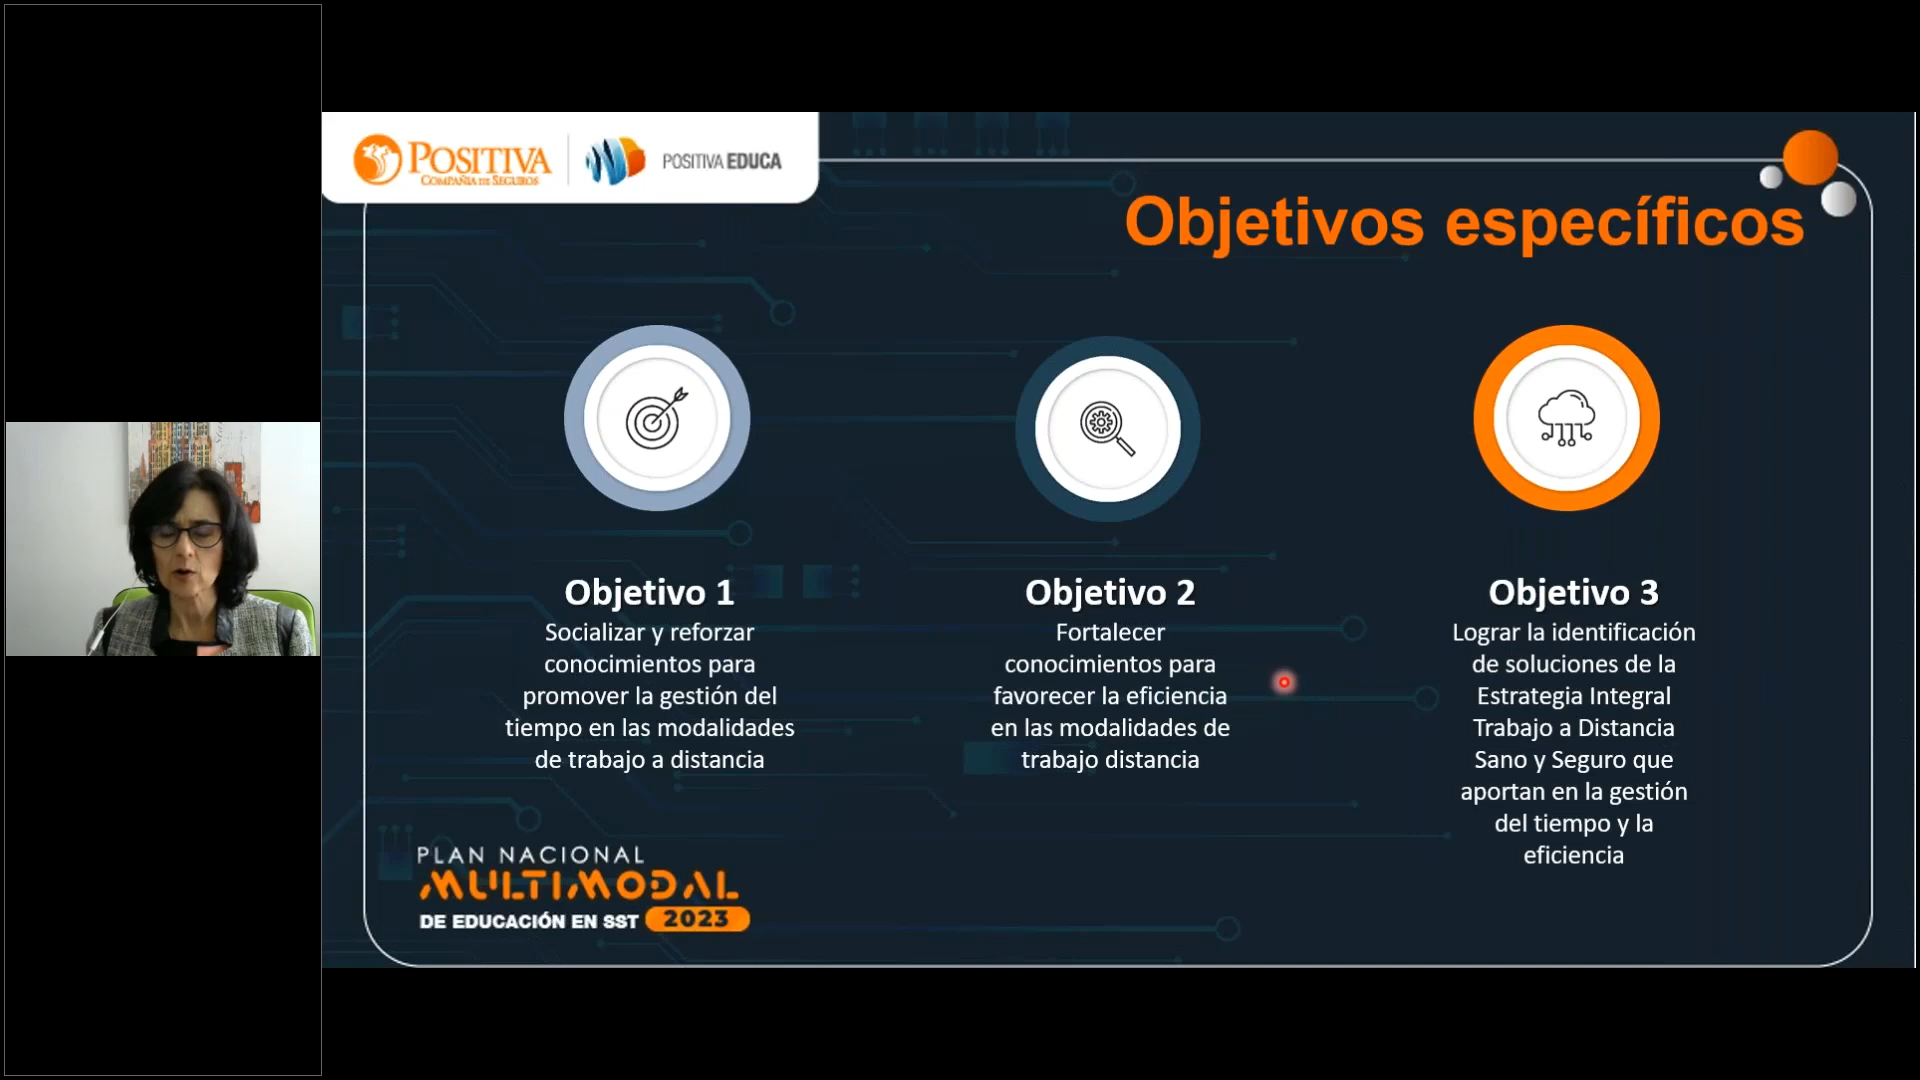 POSITIVA
COMPAÑIA DE SEGUROS
POSITIVA EDUCA
Objetivos específicos
Objetivo 1
Socializar y reforzar
conocimientos para
promover la gestión del
tiempo en las modalidades
de trabajo a distancia
Objetivo 2
Fortalecer
conocimientos para
favorecer la eficiencia
en las modalidades de
trabajo distancia
Objetivo 3
Lograr la identificación
de soluciones de la
Estrategia Integral
Trabajo a Distancia
Sano y Seguro que
aportan en la gestión
del tiempo y la
eficiencia
PLAN NACIONAL
MULTIMODAL
DE EDUCACIÓN EN SST 2023